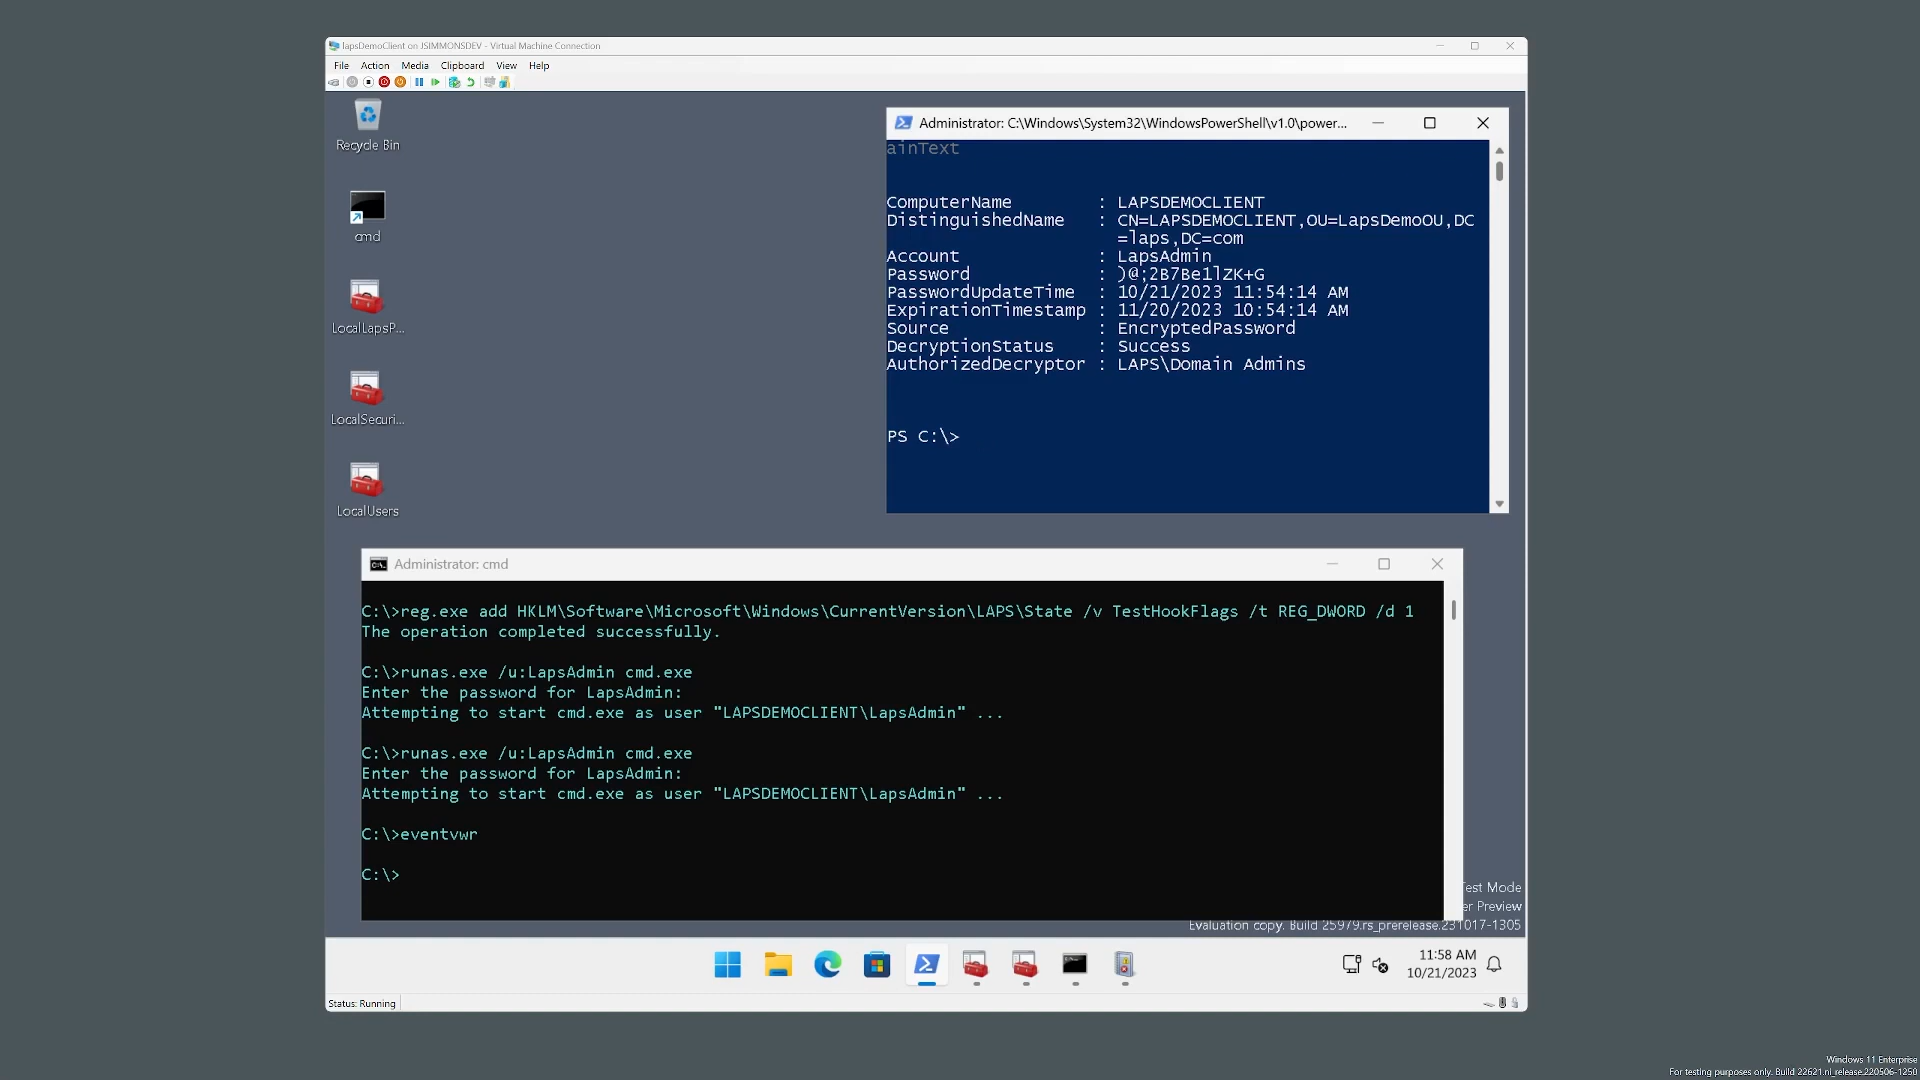 lapsDemoClient on JSIMMONSDEV - Virtual Machine Connection
File Action Media Clipboard View Help
Recycle Bin
cmd
LocalLapsP...
LocalSecuri...
LocalUsers
Administrator: C:\Windows\System32\WindowsPowerShell\v1.0\power...
ainText
ComputerName : LAPSDEMOCLIENT
DistinguishedName : CN=LAPSDEMOCLIENT,OU=LapsDemoOU,DC
=laps,DC=com
Account : LapsAdmin
Password : )@;2B7Be1lZK+G
PasswordUpdateTime : 10/21/2023 11:54:14 AM
ExpirationTimestamp : 11/20/2023 10:54:14 AM
Source : EncryptedPassword
DecryptionStatus : Success
AuthorizedDecryptor : LAPS\Domain Admins
PS C:\>
Administrator: cmd
C:\>reg.exe add HKLM\Software\Microsoft\Windows\CurrentVersion\LAPS\State /v TestHookFlags /t REG_DWORD /d 1
The operation completed successfully.
C:\>runas.exe /u:LapsAdmin cmd.exe
Enter the password for LapsAdmin:
Attempting to start cmd.exe as user "LAPSDEMOCLIENT\LapsAdmin" ...
C:\>runas.exe /u:LapsAdmin cmd.exe
Enter the password for LapsAdmin:
Attempting to start cmd.exe as user "LAPSDEMOCLIENT\LapsAdmin" ...
C:\>eventvwr
C:\>
Test Mode
er Preview
Evaluation copy. Build 25979.rs_prerelease.231017-1305
11:58 AM
10/21/2023
Status: Running
Windows 11 Enterprise
For testing purposes only. Build 22621.ni_release.220506-1250